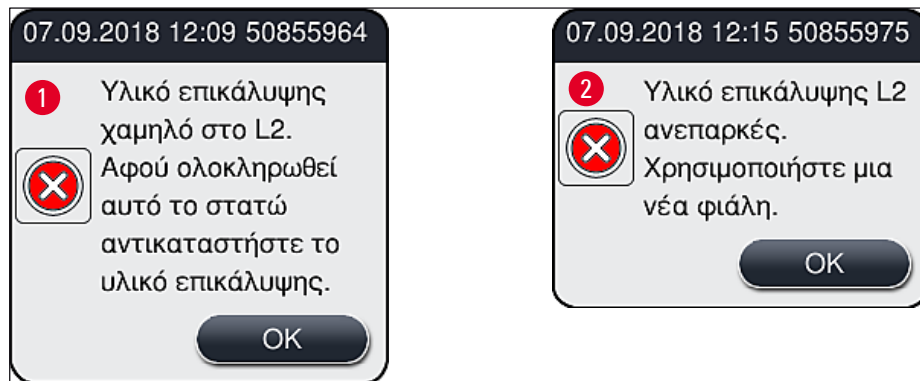 07.09.2018 12:09 50855964
1
Υλικό επικάλυψης
χαμηλό στο L2.
Αφού ολοκληρωθεί
αυτό το στατώ
αντικαταστήστε το
υλικό επικάλυψης.
OK
07.09.2018 12:15 50855975
2
Υλικό επικάλυψης L2
ανεπαρκές.
Χρησιμοποιήστε μια
νέα φιάλη.
OK